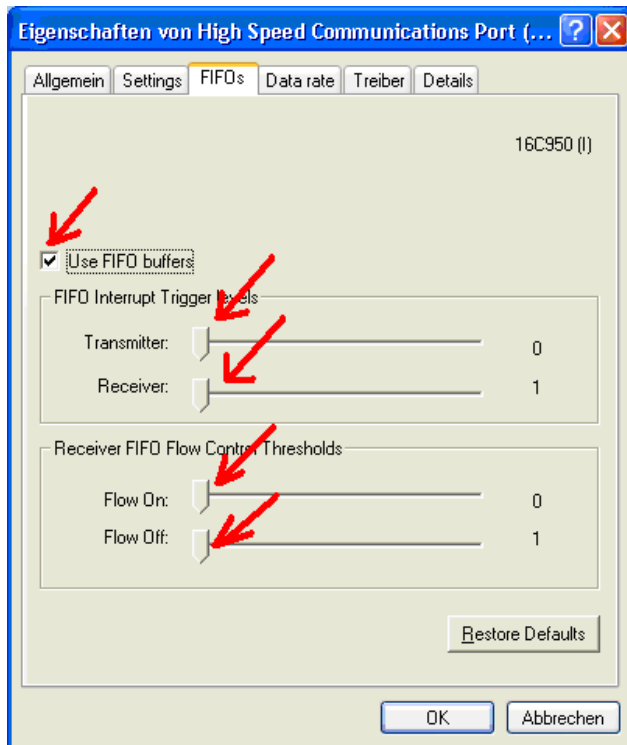 Eigenschaften von High Speed Communications Port (... ?
Allgemein Settings FIFOs Data rate Treiber Details
16C950 (I)
Use FIFO buffers
FIFO Interrupt Trigger levels
Transmitter: 0
Receiver: 1
Receiver FIFO Flow Control Thresholds
Flow On: 0
Flow Off: 1
Restore Defaults
OK Abbrechen